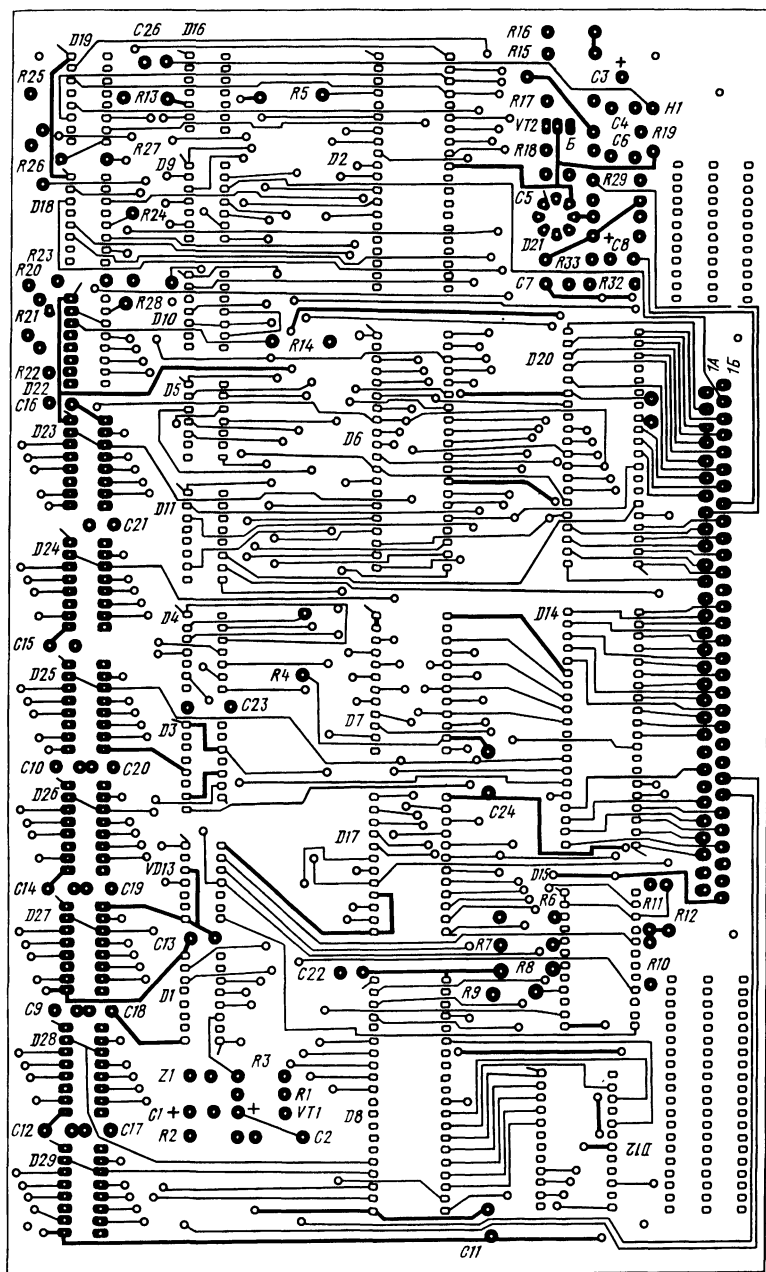 D19
C26
D16
R16
R15
C3
+
R25
R13
R5
R17
C4
H1
VT2
Б
C6
R19
R27
D9
D2
R18
R26
R29
C5
D18
R24
D21
+
C8
R23
R20
R33
R28
C7
R32
R21
D10
R14
D20
1А
1Б
R22
D22
D5
C16
D23
D6
D11
C21
D24
D4
D14
C15
D25
R4
C23
D3
D7
C10
C20
D26
C24
D17
VD13
D15
C14
C19
R11
D27
R6
R12
C13
R7
C22
R8
R10
D1
R9
C9
C18
D28
R3
Z1
R1
C1
+
+
VT1
D8
C12
C17
R2
C2
D12
D29
C11